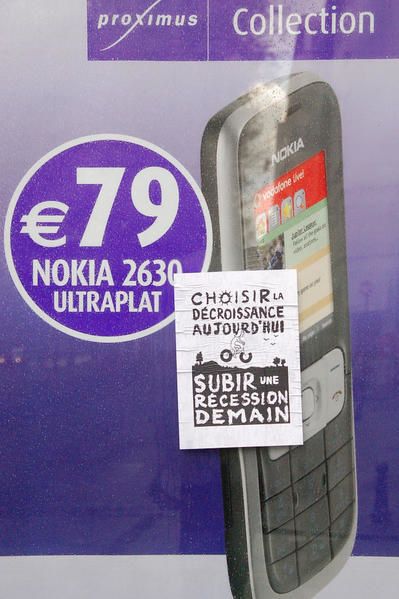 proximus
Collection
€79
NOKIA 2630
ULTRAPLAT
NOKIA
vodafone live!
CHOISIR LA
DÉCROISSANCE
AUJOURD'HUI
SUBIR UNE
RÉCESSION
DEMAIN